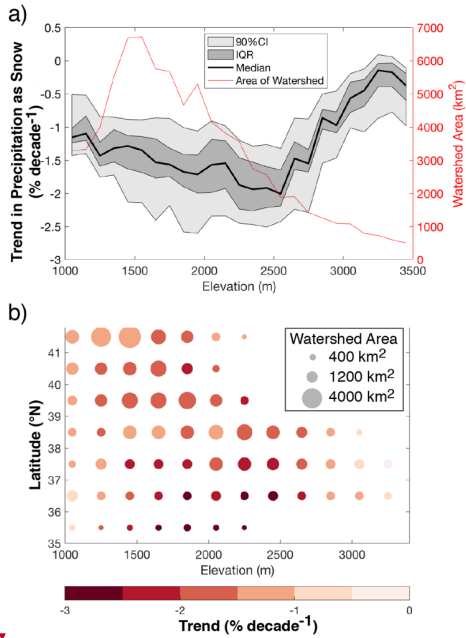 a)
0.5
0
-0.5
-1
-1.5
-2
-2.5
-3
Trend in Precipitation as Snow
(% decade-1)
90%CI
IQR
Median
Area of Watershed
7000
6000
5000
4000
3000
2000
1000
0
Watershed Area (km2)
1000 1500 2000 2500 3000 3500
Elevation (m)
b)
Watershed Area
400 km2
1200 km2
4000 km2
41
40
39
38
37
36
35
Latitude (°N)
1000 1500 2000 2500 3000
Elevation (m)
-3 -2 -1 0
Trend (% decade-1)